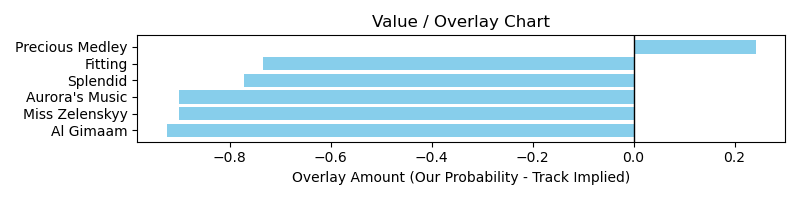 Value / Overlay Chart
Precious Medley
Fitting
Splendid
Aurora's Music
Miss Zelenskyy
Al Gimaam
−0.8 −0.6 −0.4 −0.2 0.0 0.2
Overlay Amount (Our Probability - Track Implied)